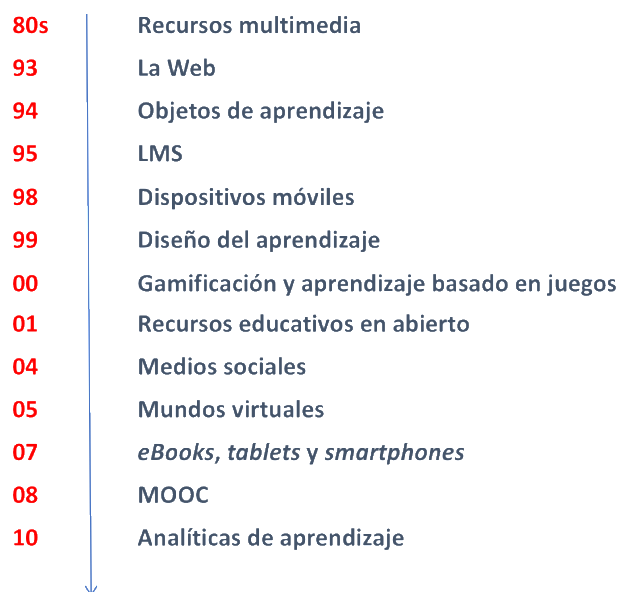 80s Recursos multimedia
93 La Web
94 Objetos de aprendizaje
95 LMS
98 Dispositivos móviles
99 Diseño del aprendizaje
00 Gamificación y aprendizaje basado en juegos
01 Recursos educativos en abierto
04 Medios sociales
05 Mundos virtuales
07 eBooks, tablets y smartphones
08 MOOC
10 Analíticas de aprendizaje